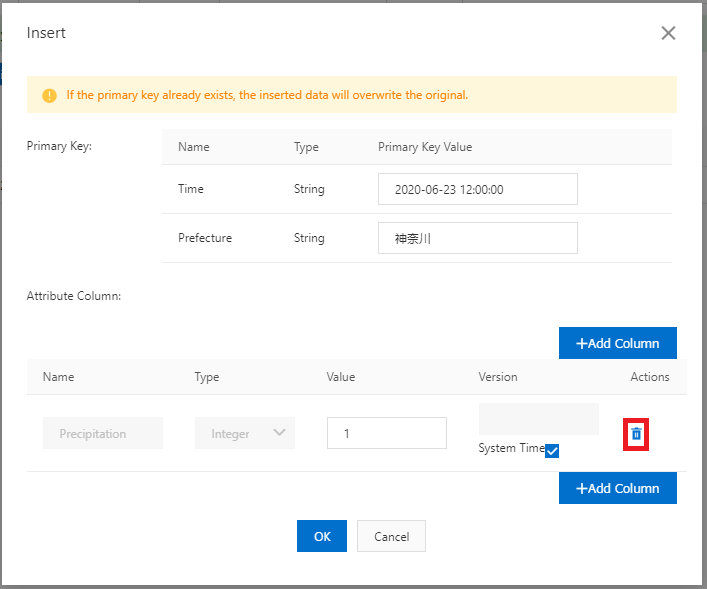 Insert
If the primary key already exists, the inserted data will overwrite the original.
Primary Key:
Name Type Primary Key Value
Time String 2020-06-23 12:00:00
Prefecture String 神奈川
Attribute Column:
+Add Column
Name Type Value Version Actions
Precipitation Integer 1
System Time
+Add Column
OK Cancel